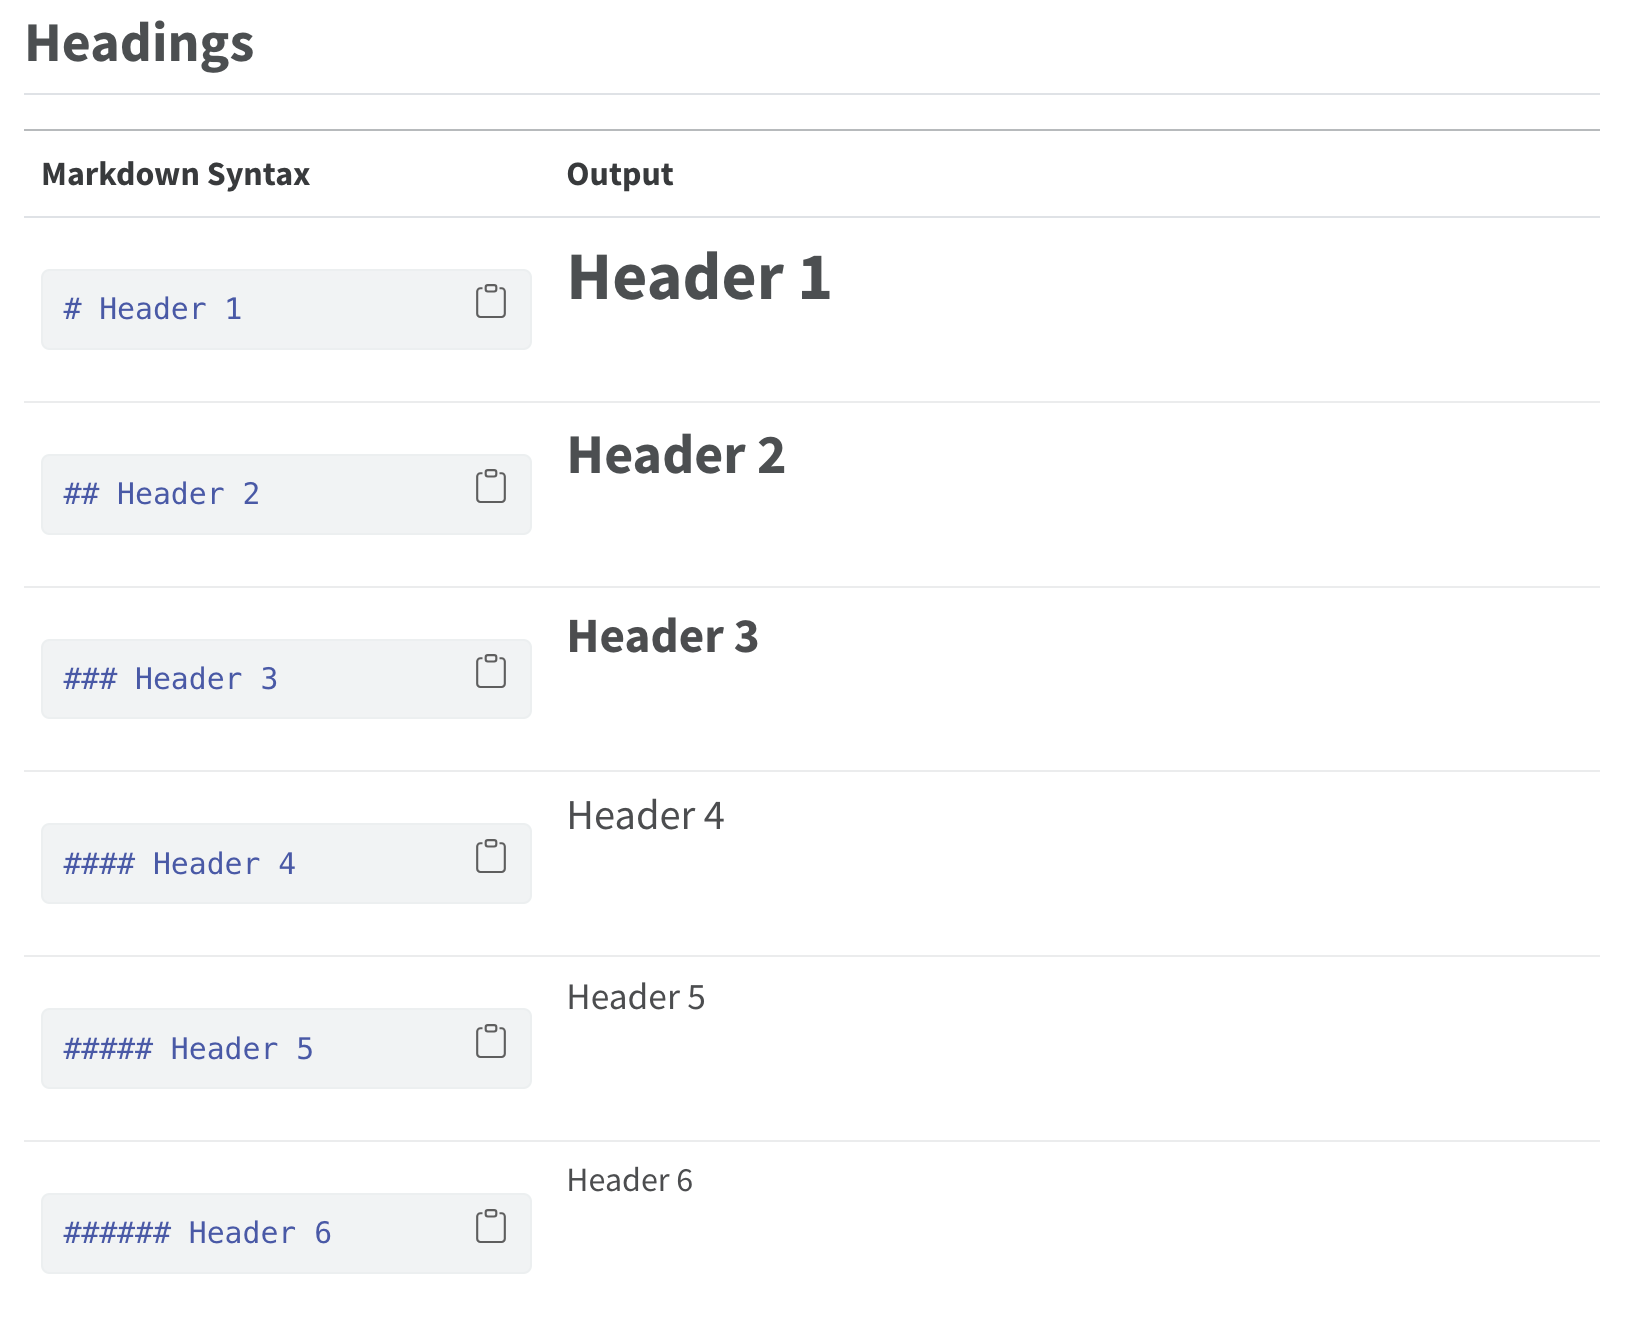 Headings
Markdown Syntax Output
# Header 1 Header 1
## Header 2 Header 2
### Header 3 Header 3
#### Header 4 Header 4
##### Header 5 Header 5
###### Header 6 Header 6